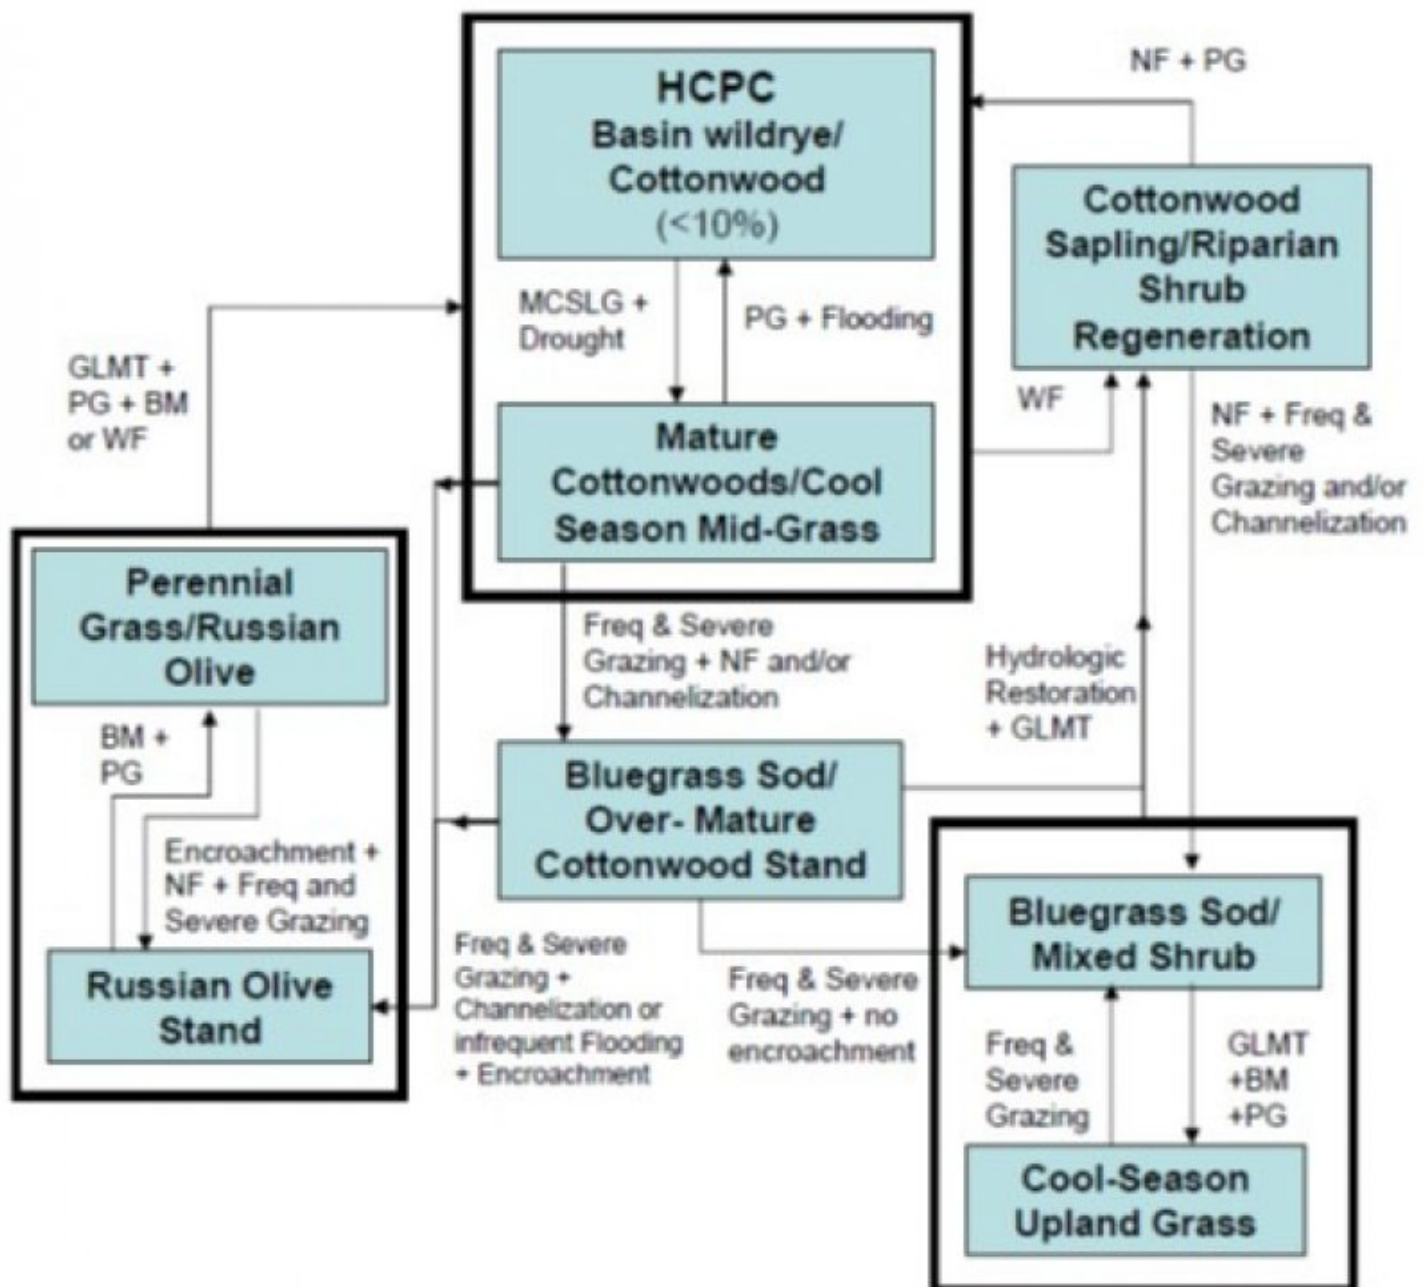 HCPC
Basin wildrye/
Cottonwood
(<10%)
NF + PG
Cottonwood
Sapling/Riparian
Shrub
Regeneration
MCSLG +
Drought
PG + Flooding
GLMT +
PG + BM
or WF
WF
NF + Freq &
Severe
Grazing and/or
Channelization
Mature
Cottonwoods/Cool
Season Mid-Grass
Perennial
Grass/Russian
Olive
Freq & Severe
Grazing + NF and/or
Channelization
Hydrologic
Restoration
+ GLMT
BM +
PG
Bluegrass Sod/
Over- Mature
Cottonwood Stand
Encroachment +
NF + Freq and
Severe Grazing
Bluegrass Sod/
Mixed Shrub
Russian Olive
Stand
Freq & Severe
Grazing +
Channelization or
infrequent Flooding
+ Encroachment
Freq & Severe
Grazing + no
encroachment
Freq &
Severe
Grazing
GLMT
+BM
+PG
Cool-Season
Upland Grass